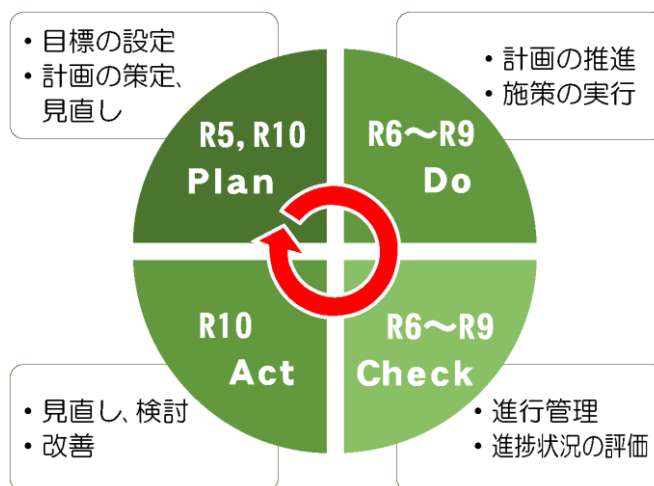 ・目標の設定
・計画の策定、
見直し
・計画の推進
・施策の実行
R5, R10
Plan
R6～R9
Do
R10
Act
R6～R9
Check
・見直し、検討
・改善
・進行管理
・進捗状況の評価